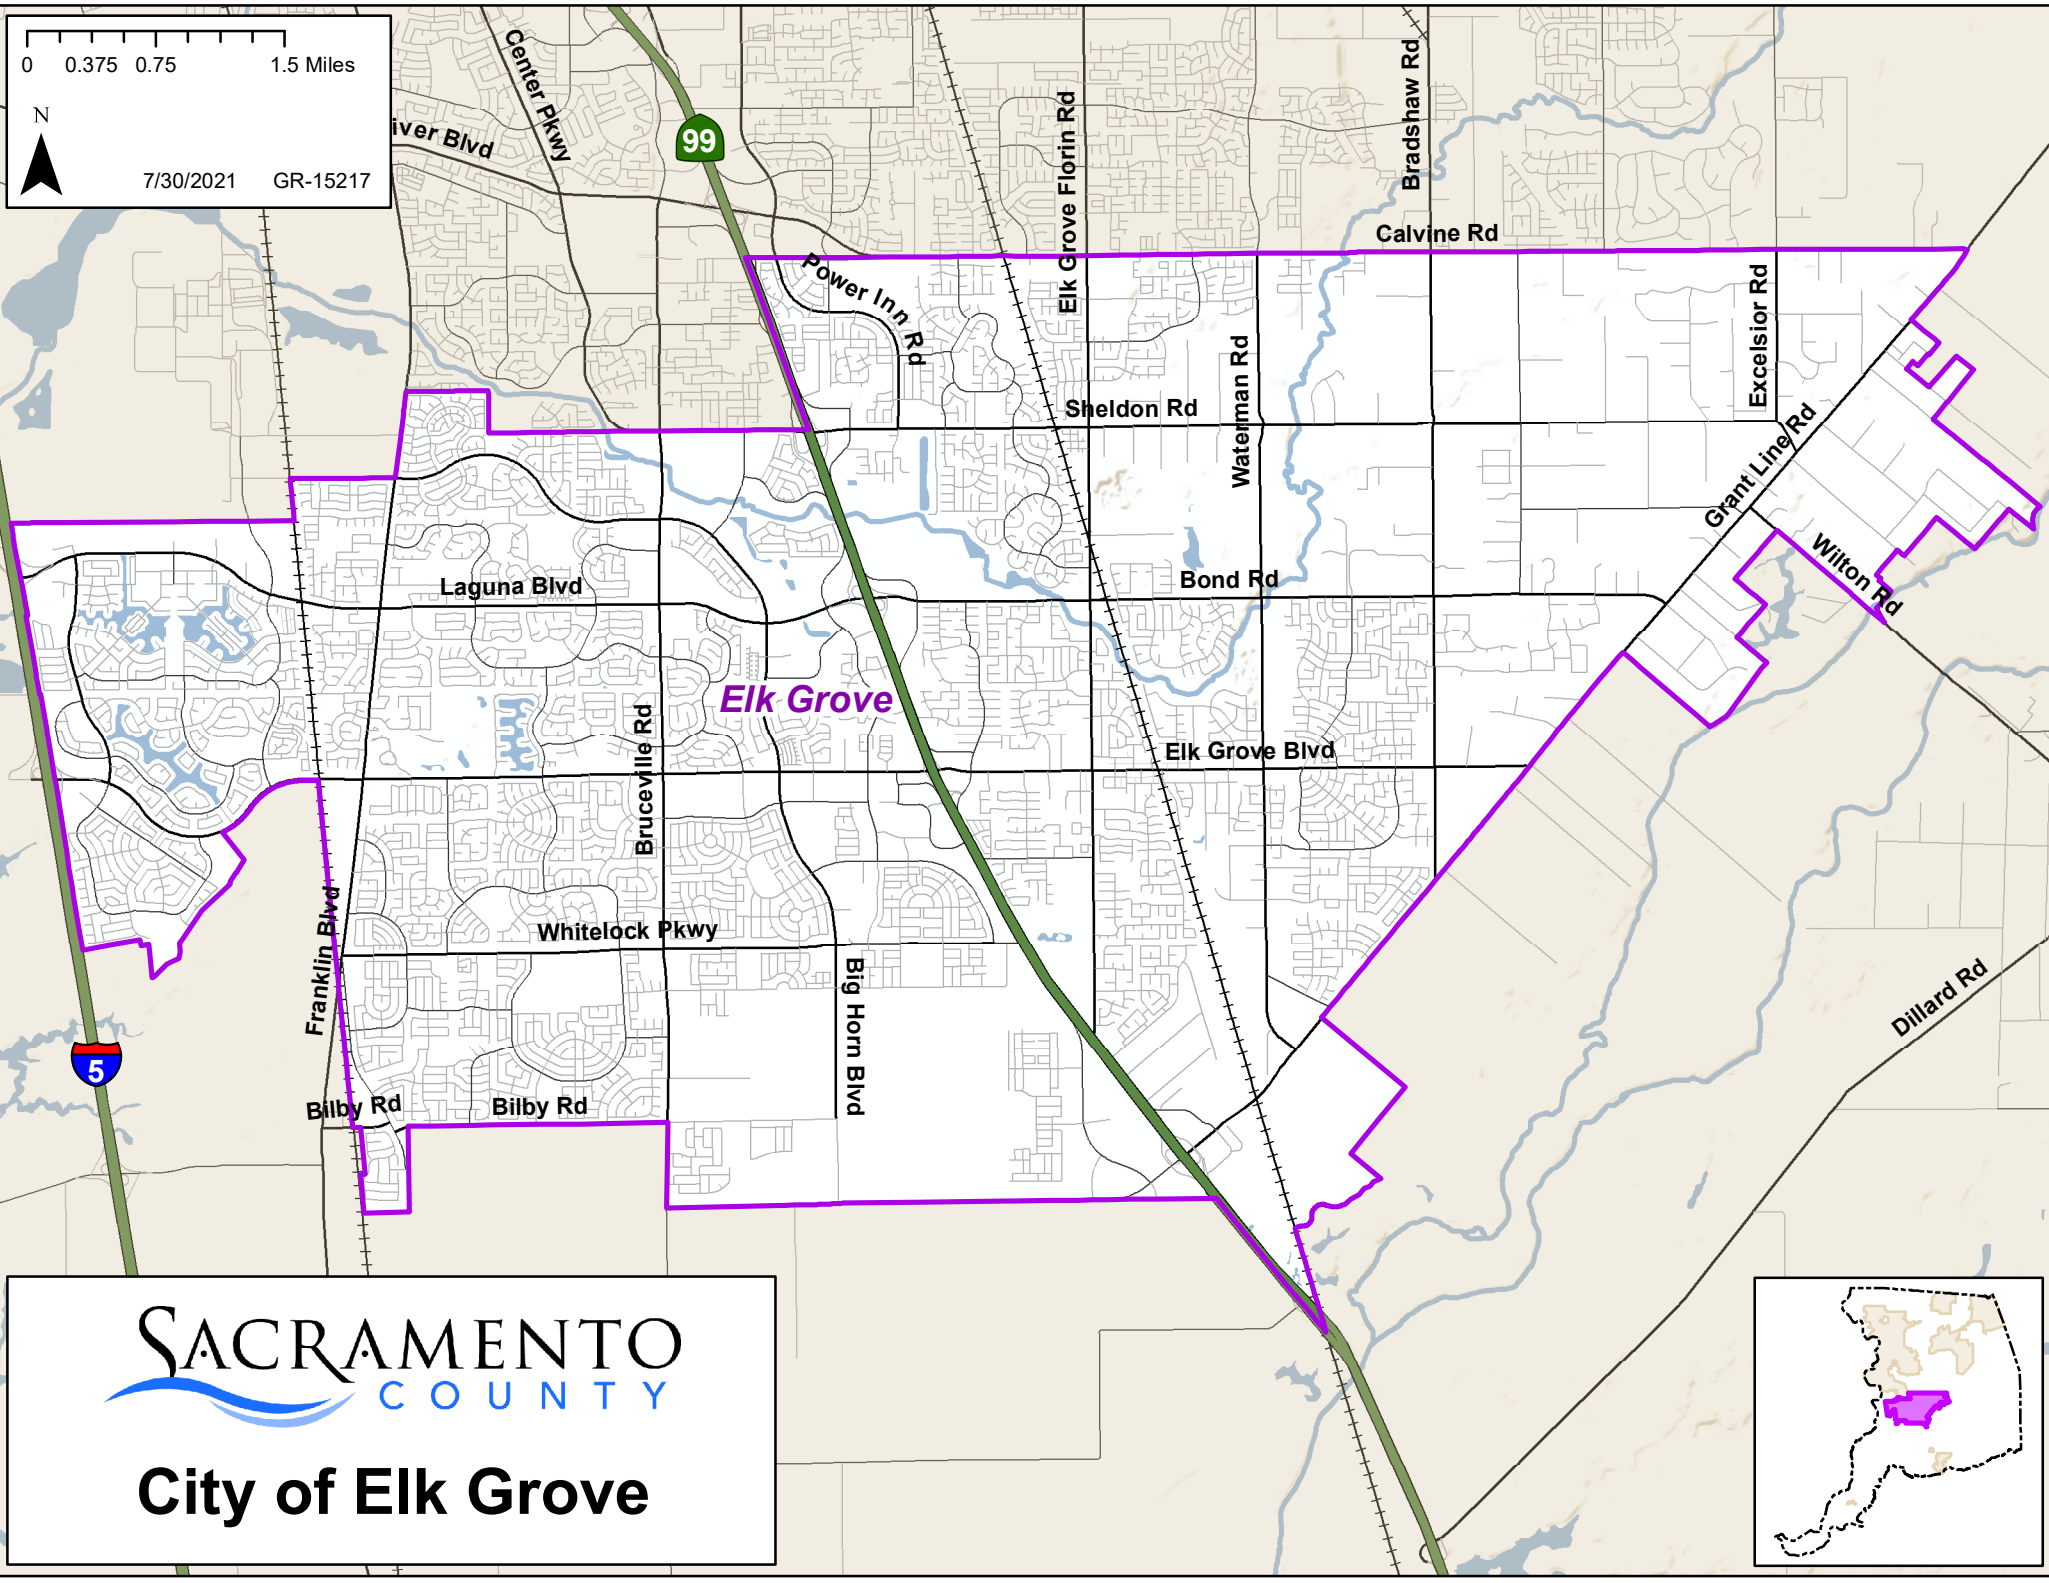 0 0.375 0.75 1.5 Miles
N
7/30/2021 GR-15217
iver Blvd
Center Pkwy
99
Elk Grove Florin Rd
Bradshaw Rd
Calvine Rd
Power Inn Rd
Excelsior Rd
Waterman Rd
Sheldon Rd
Grant Line Rd
Wilton Rd
Laguna Blvd
Bond Rd
Elk Grove
Bruceville Rd
Elk Grove Blvd
Franklin Blvd
Whitelock Pkwy
Big Horn Blvd
Dillard Rd
5
Bilby Rd
Bilby Rd
SACRAMENTO
COUNTY
City of Elk Grove